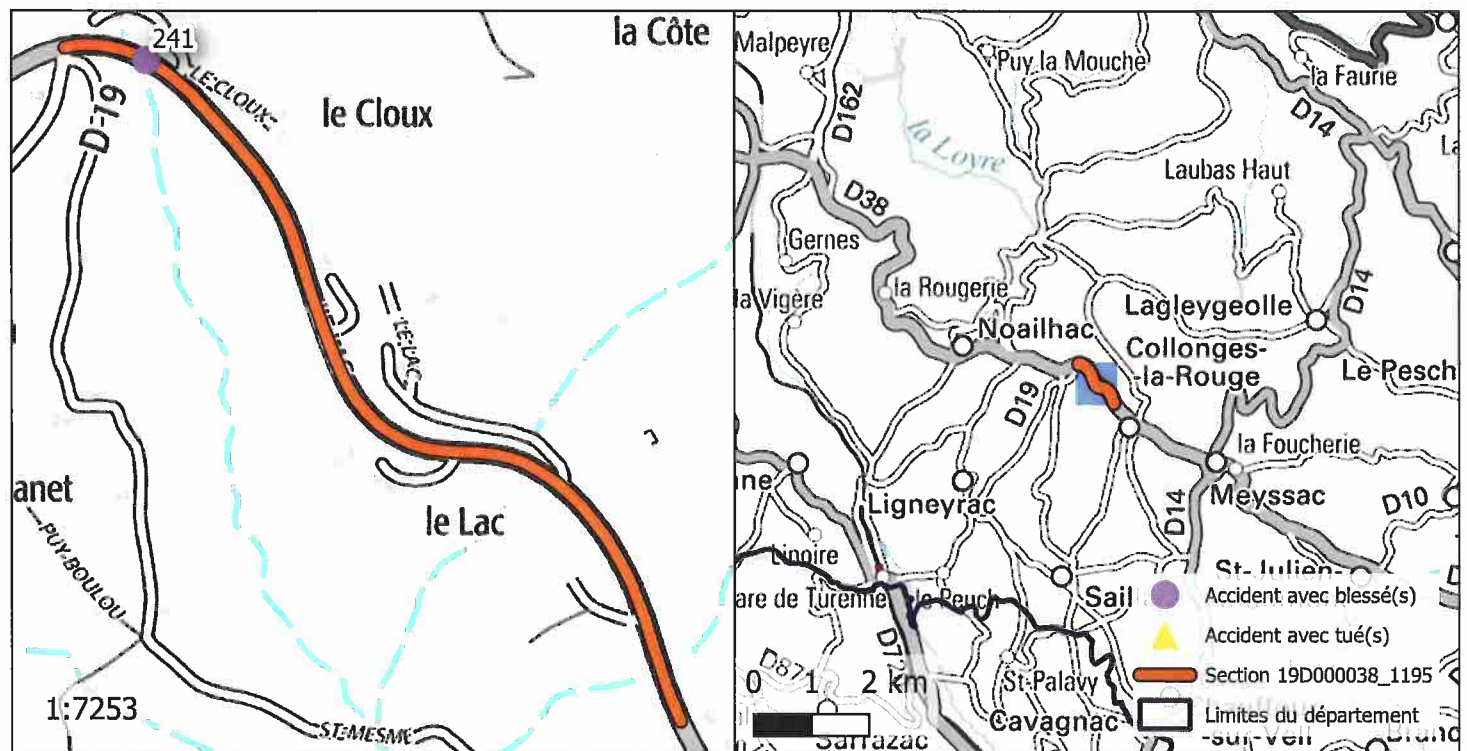 241
la Côte
LE CLOUX
le Cloux
D-19
LE LAC
anet
le Lac
PUY-BOULOU
1:7253
ST-MESME
Malpeyre
Puy la Mouche
la Faurie
D162
D14
la Loyre
Laubas Haut
D38
Gernes
la Vigère
la Rougerie
Lagleygeolle
D14
Noailhac
Collonges-
-la-Rouge
Le Pesch
D19
la Foucherie
Ligneyrac
Meyssac
D14
D10
Linoire
St-Julien-
are de Turenne
le Peuch
Sail
Accident avec blessé(s)
Accident avec tué(s)
D87
0 1 2 km
St-Palavy
Section 19D000038_1195
Cavagnac
Limites du département
Sarrazac